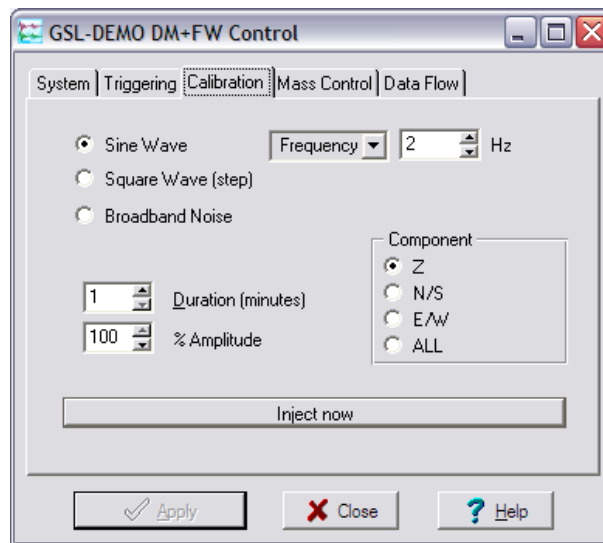 GSL-DEMO DM+FW Control
System Triggering Calibration Mass Control Data Flow
Sine Wave Frequency 2 Hz
Square Wave (step)
Broadband Noise
Component
Z
N/S
E/W
ALL
1 Duration (minutes)
100 % Amplitude
Inject now
Apply Close Help